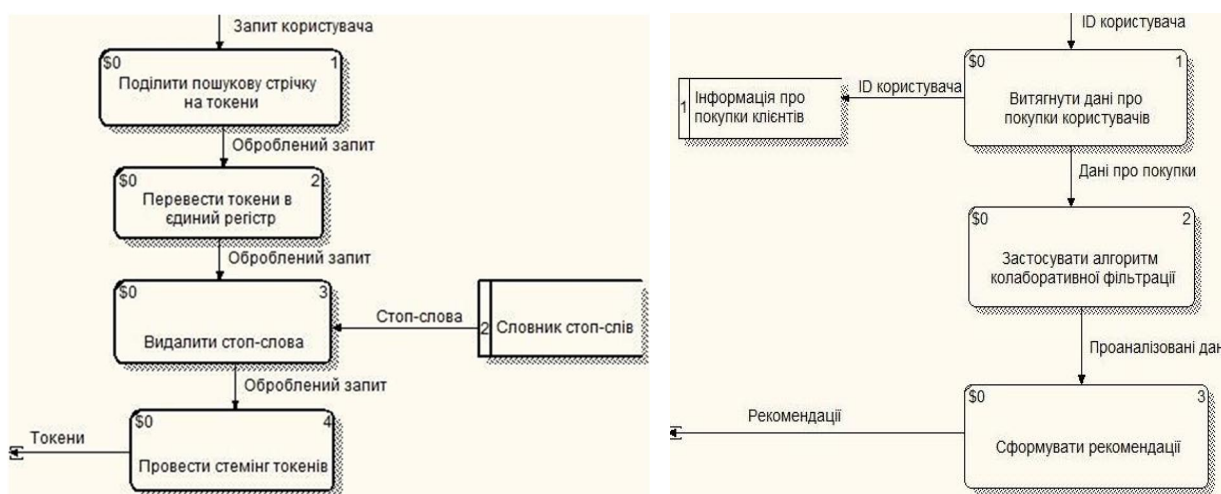 Запит користувача
$0 1
Поділити пошукову стрічку
на токени
Оброблений запит
$0 2
Перевести токени в
єдиний регістр
Оброблений запит
$0 3
Видалити стоп-слова
Стоп-слова
2 Словник стоп-слів
Оброблений запит
$0 4
Провести стемінг токенів
Токени
ID користувача
$0 1
Витягнути дані про
покупки користувачів
ID користувача
1 Інформація про
покупки клієнтів
Дані про покупки
$0 2
Застосувати алгоритм
колаборативної фільтрації
Проаналізовані дан
$0 3
Сформувати рекомендації
Рекомендації